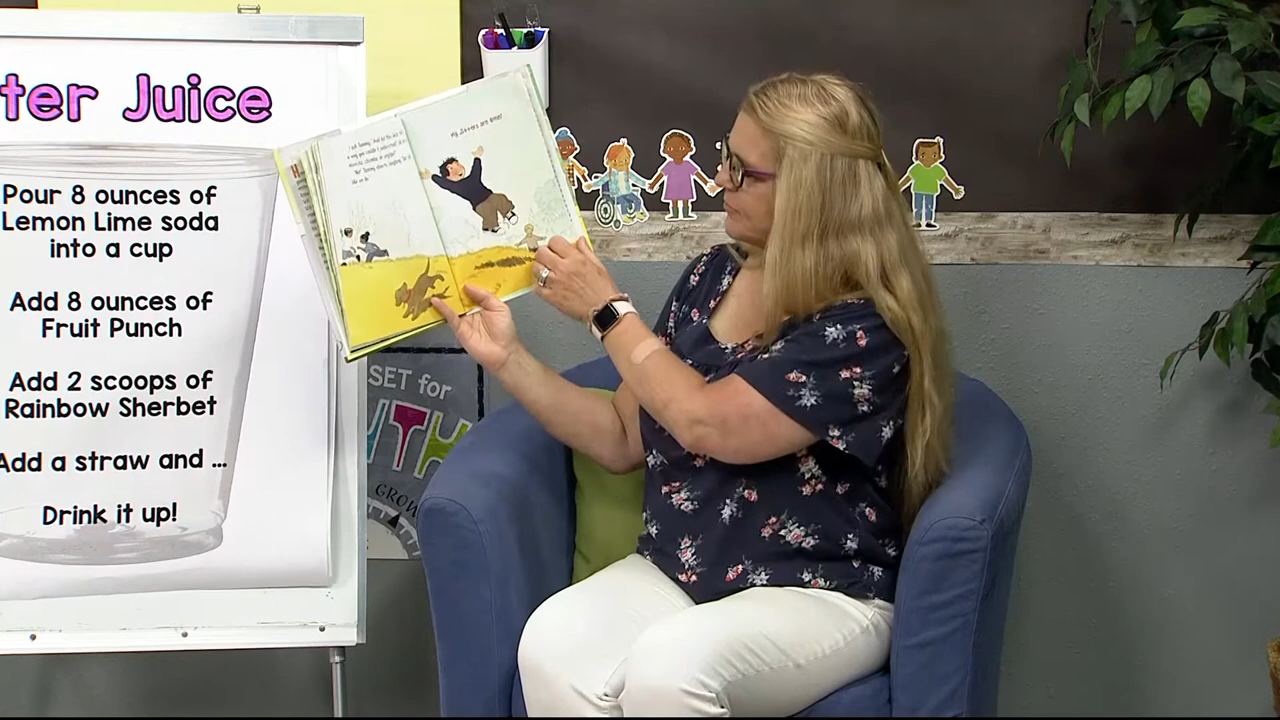 ter Juice
Pour 8 ounces of
Lemon Lime soda
into a cup
Add 8 ounces of
Fruit Punch
Add 2 scoops of
Rainbow Sherbet
Add a straw and ...
Drink it up!
My jitters are gone!
SET for
GROW